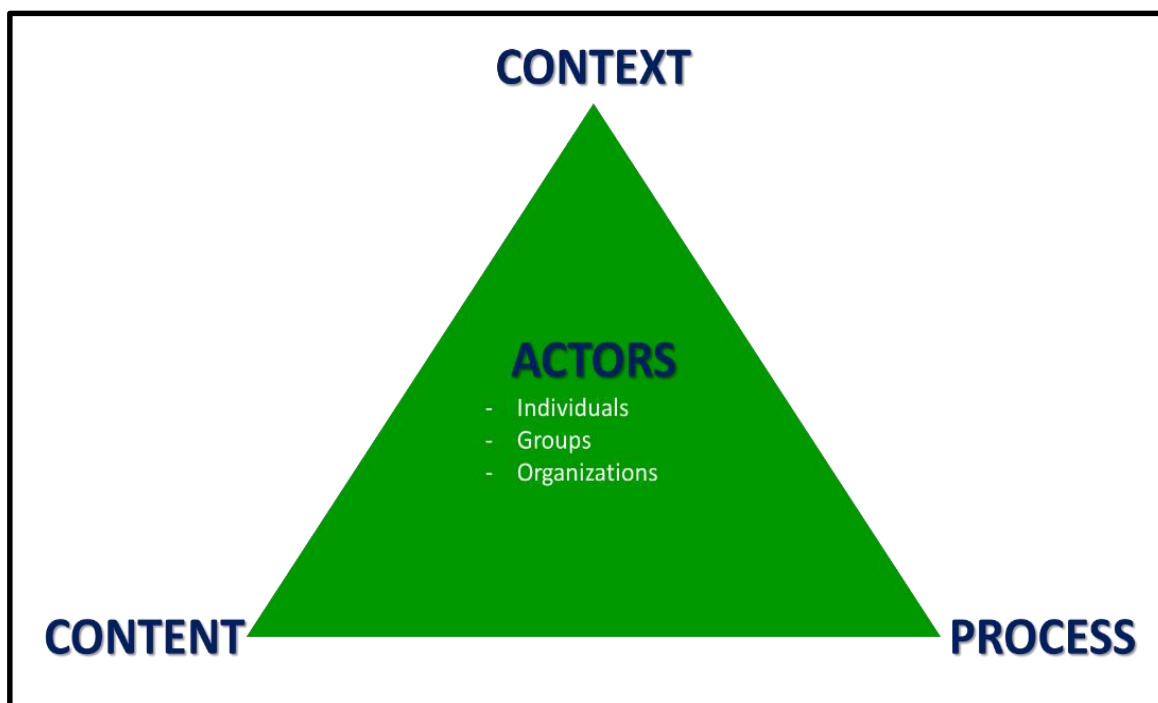 CONTEXT
ACTORS
- Individuals
- Groups
- Organizations
CONTENT
PROCESS